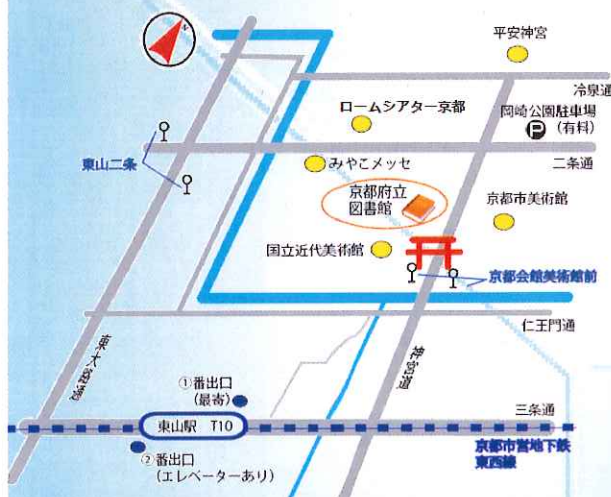 平安神宮
冷泉通
ロームシアター京都
岡崎公園駐車場
P (有料)
東山二条
みやこメッセ
二条通
京都府立
図書館
京都市美術館
国立近代美術館
京都会館美術館前
仁王門通
東大路通
神宮道
①番出口
(最寄)
東山駅 T10
三条通
京都市営地下鉄
東西線
②番出口
(エレベーターあり)